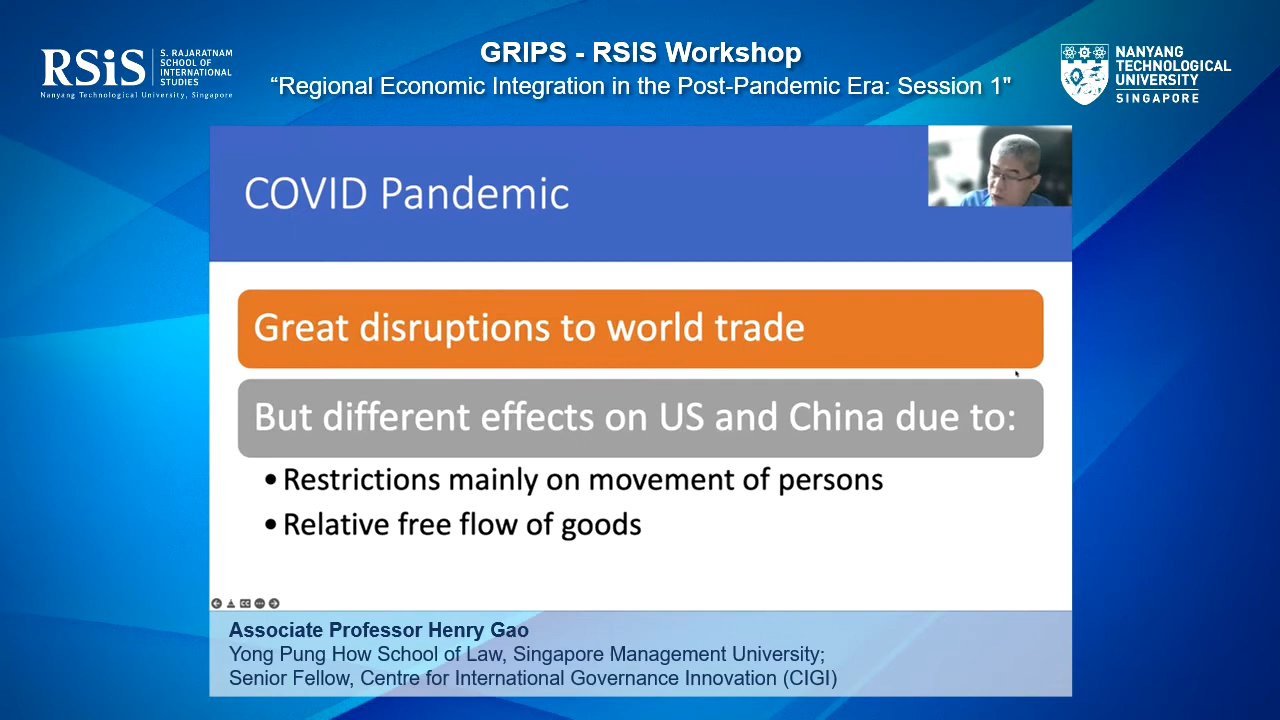 RSiS
S. RAJARATNAM
SCHOOL OF
INTERNATIONAL
STUDIES
Nanyang Technological University, Singapore
GRIPS - RSIS Workshop
“Regional Economic Integration in the Post-Pandemic Era: Session 1"
NANYANG
TECHNOLOGICAL
UNIVERSITY
SINGAPORE
COVID Pandemic
Great disruptions to world trade
But different effects on US and China due to:
• Restrictions mainly on movement of persons
• Relative free flow of goods
CC
Associate Professor Henry Gao
Yong Pung How School of Law, Singapore Management University;
Senior Fellow, Centre for International Governance Innovation (CIGI)